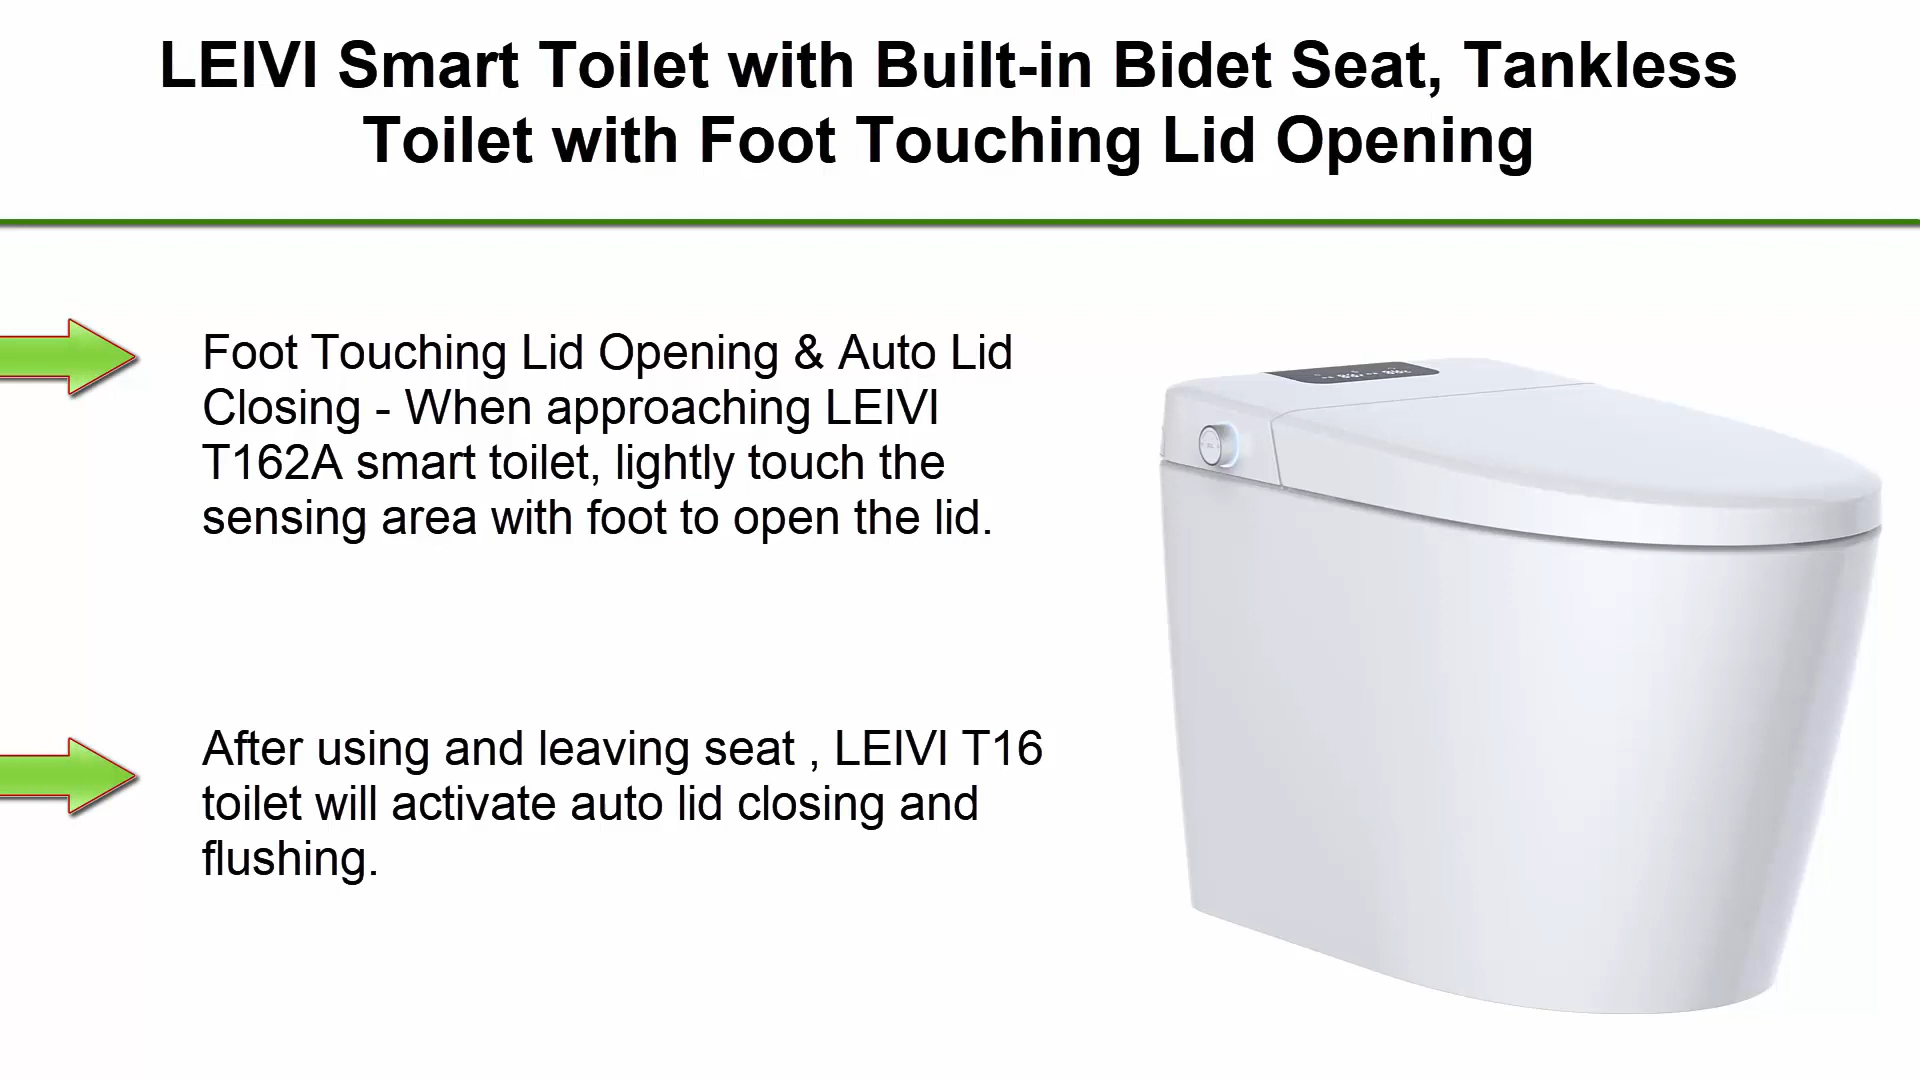 LEIVI Smart Toilet with Built-in Bidet Seat, Tankless
Toilet with Foot Touching Lid Opening
Foot Touching Lid Opening & Auto Lid
Closing - When approaching LEIVI
T162A smart toilet, lightly touch the
sensing area with foot to open the lid.
After using and leaving seat , LEIVI T16
toilet will activate auto lid closing and
flushing.